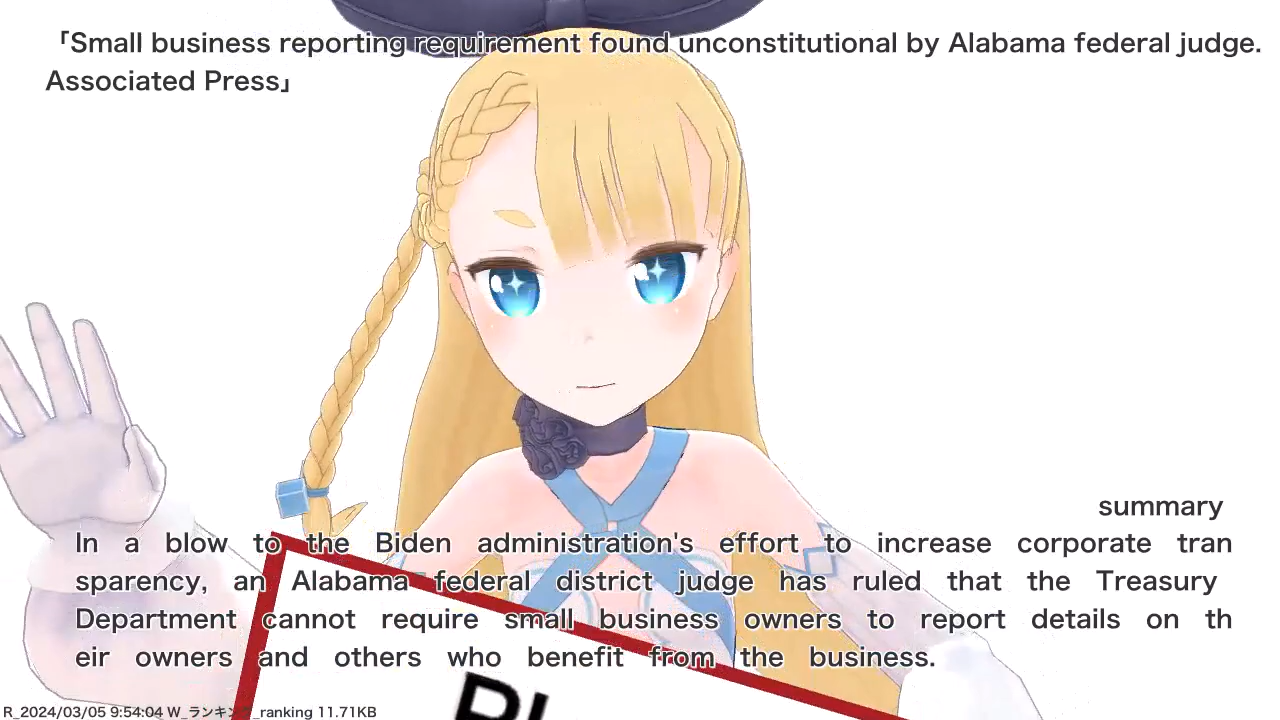 「Small business reporting requirement found unconstitutional by Alabama federal judge.
Associated Press」
summary
In a blow to the Biden administration's effort to increase corporate tran
sparency, an Alabama federal district judge has ruled that the Treasury
Department cannot require small business owners to report details on th
eir owners and others who benefit from the business.
R_2024/03/05 9:54:04 W_ランキング_ranking 11.71KB